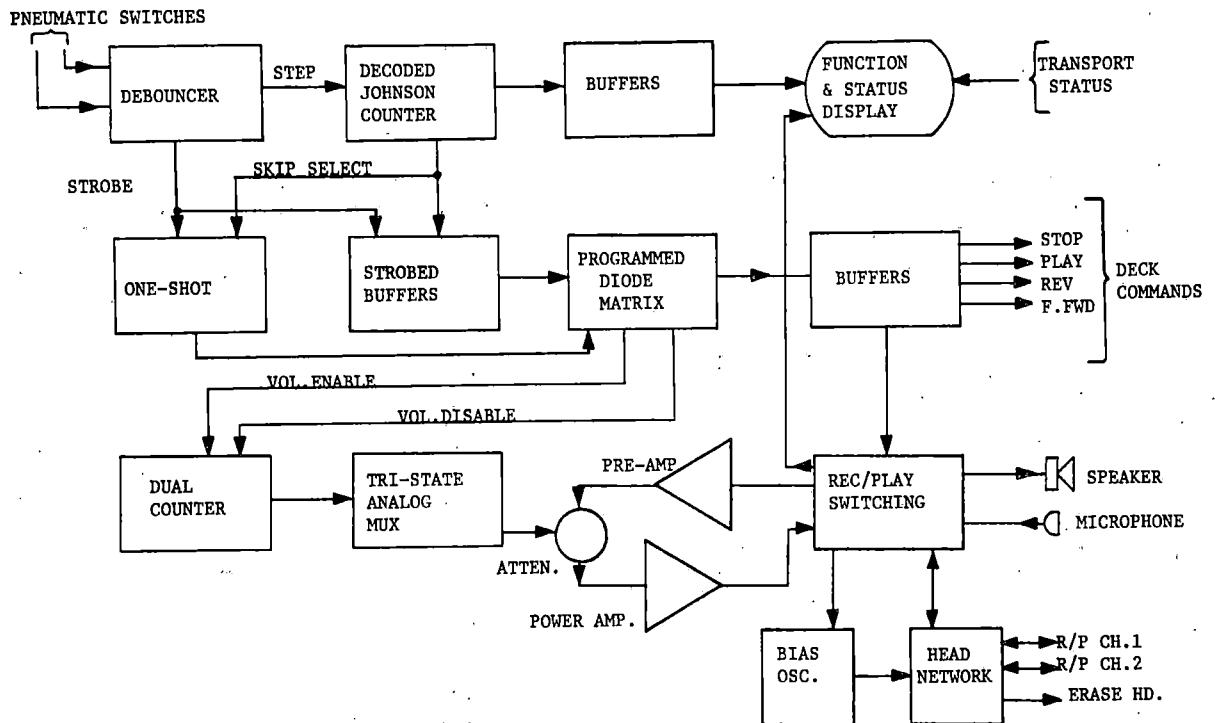 PNEUMATIC SWITCHES
DEBOUNCER
STEP
DECODED
JOHNSON
COUNTER
BUFFERS
FUNCTION
& STATUS
DISPLAY
TRANSPORT
STATUS
STROBE
SKIP SELECT
ONE-SHOT
STROBED
BUFFERS
PROGRAMMED
DIODE
MATRIX
BUFFERS
STOP
PLAY
REV
F.FWD
DECK
COMMANDS
VOL.ENABLE
VOL.DISABLE
DUAL
COUNTER
TRI-STATE
ANALOG
MUX
PRE-AMP
ATTEN.
POWER AMP.
REC/PLAY
SWITCHING
SPEAKER
MICROPHONE
BIAS
OSC.
HEAD
NETWORK
R/P CH.1
R/P CH.2
ERASE HD.